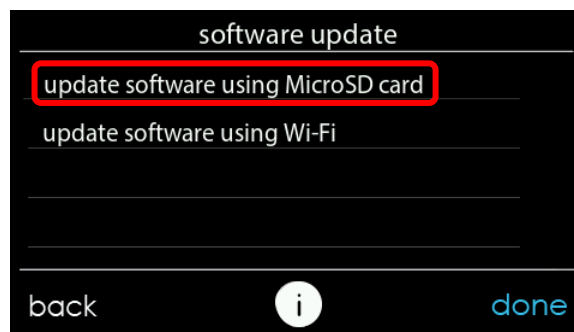 software update
update software using MicroSD card
update software using Wi-Fi
back i done